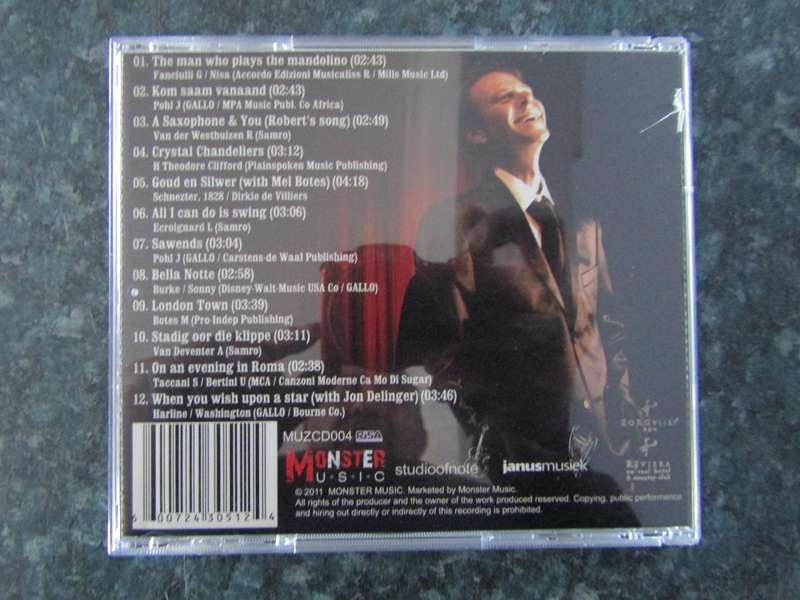 01. The man who plays the mandolino (02:43)
Fanciulli G / Nisa (Accordo Edizioni Musicaliss R / Mills Music Ltd)
02. Kom saam vanaand (02:43)
Pohl J (GALLO / MPA Music Publ. Co Africa)
03. A Saxophone & You (Robert's song) (02:49)
Van der Westhuizen R (Samro)
04. Crystal Chandeliers (03:12)
H Theodore Clifford (Plainspoken Music Publishing)
05. Goud en Silwer (with Mel Botes) (04:18)
Schnezter, 1828 / Dirkie de Villiers
06. All I can do is swing (03:06)
Ecroignard L (Samro)
07. Sawends (03:04)
Pohl J (GALLO / Carstens-de Waal Publishing)
08. Bella Notte (02:58)
Burke / Sonny (Disney-Walt-Music USA Co / GALLO)
09. London Town (03:39)
Botes M (Pro-Indep Publishing)
10. Stadig oor die klippe (03:11)
Van Deventer A (Samro)
11. On an evening in Roma (02:38)
Taccani S / Bertini U (MCA / Canzoni Moderne Ca Mo Di Sugar)
12. When you wish upon a star (with Jon Delinger) (03:46)
Harline / Washington (GALLO / Bourne Co.)
MUZCD004 RiSA
MONSTER
MUSIC
studioofnote
janusmusiek
RIVIERA
6 00724 30512 4
© 2011 MONSTER MUSIC. Marketed by Monster Music.
All rights of the producer and the owner of the work produced reserved. Copying, public performance
and hiring out directly or indirectly of this recording is prohibited.